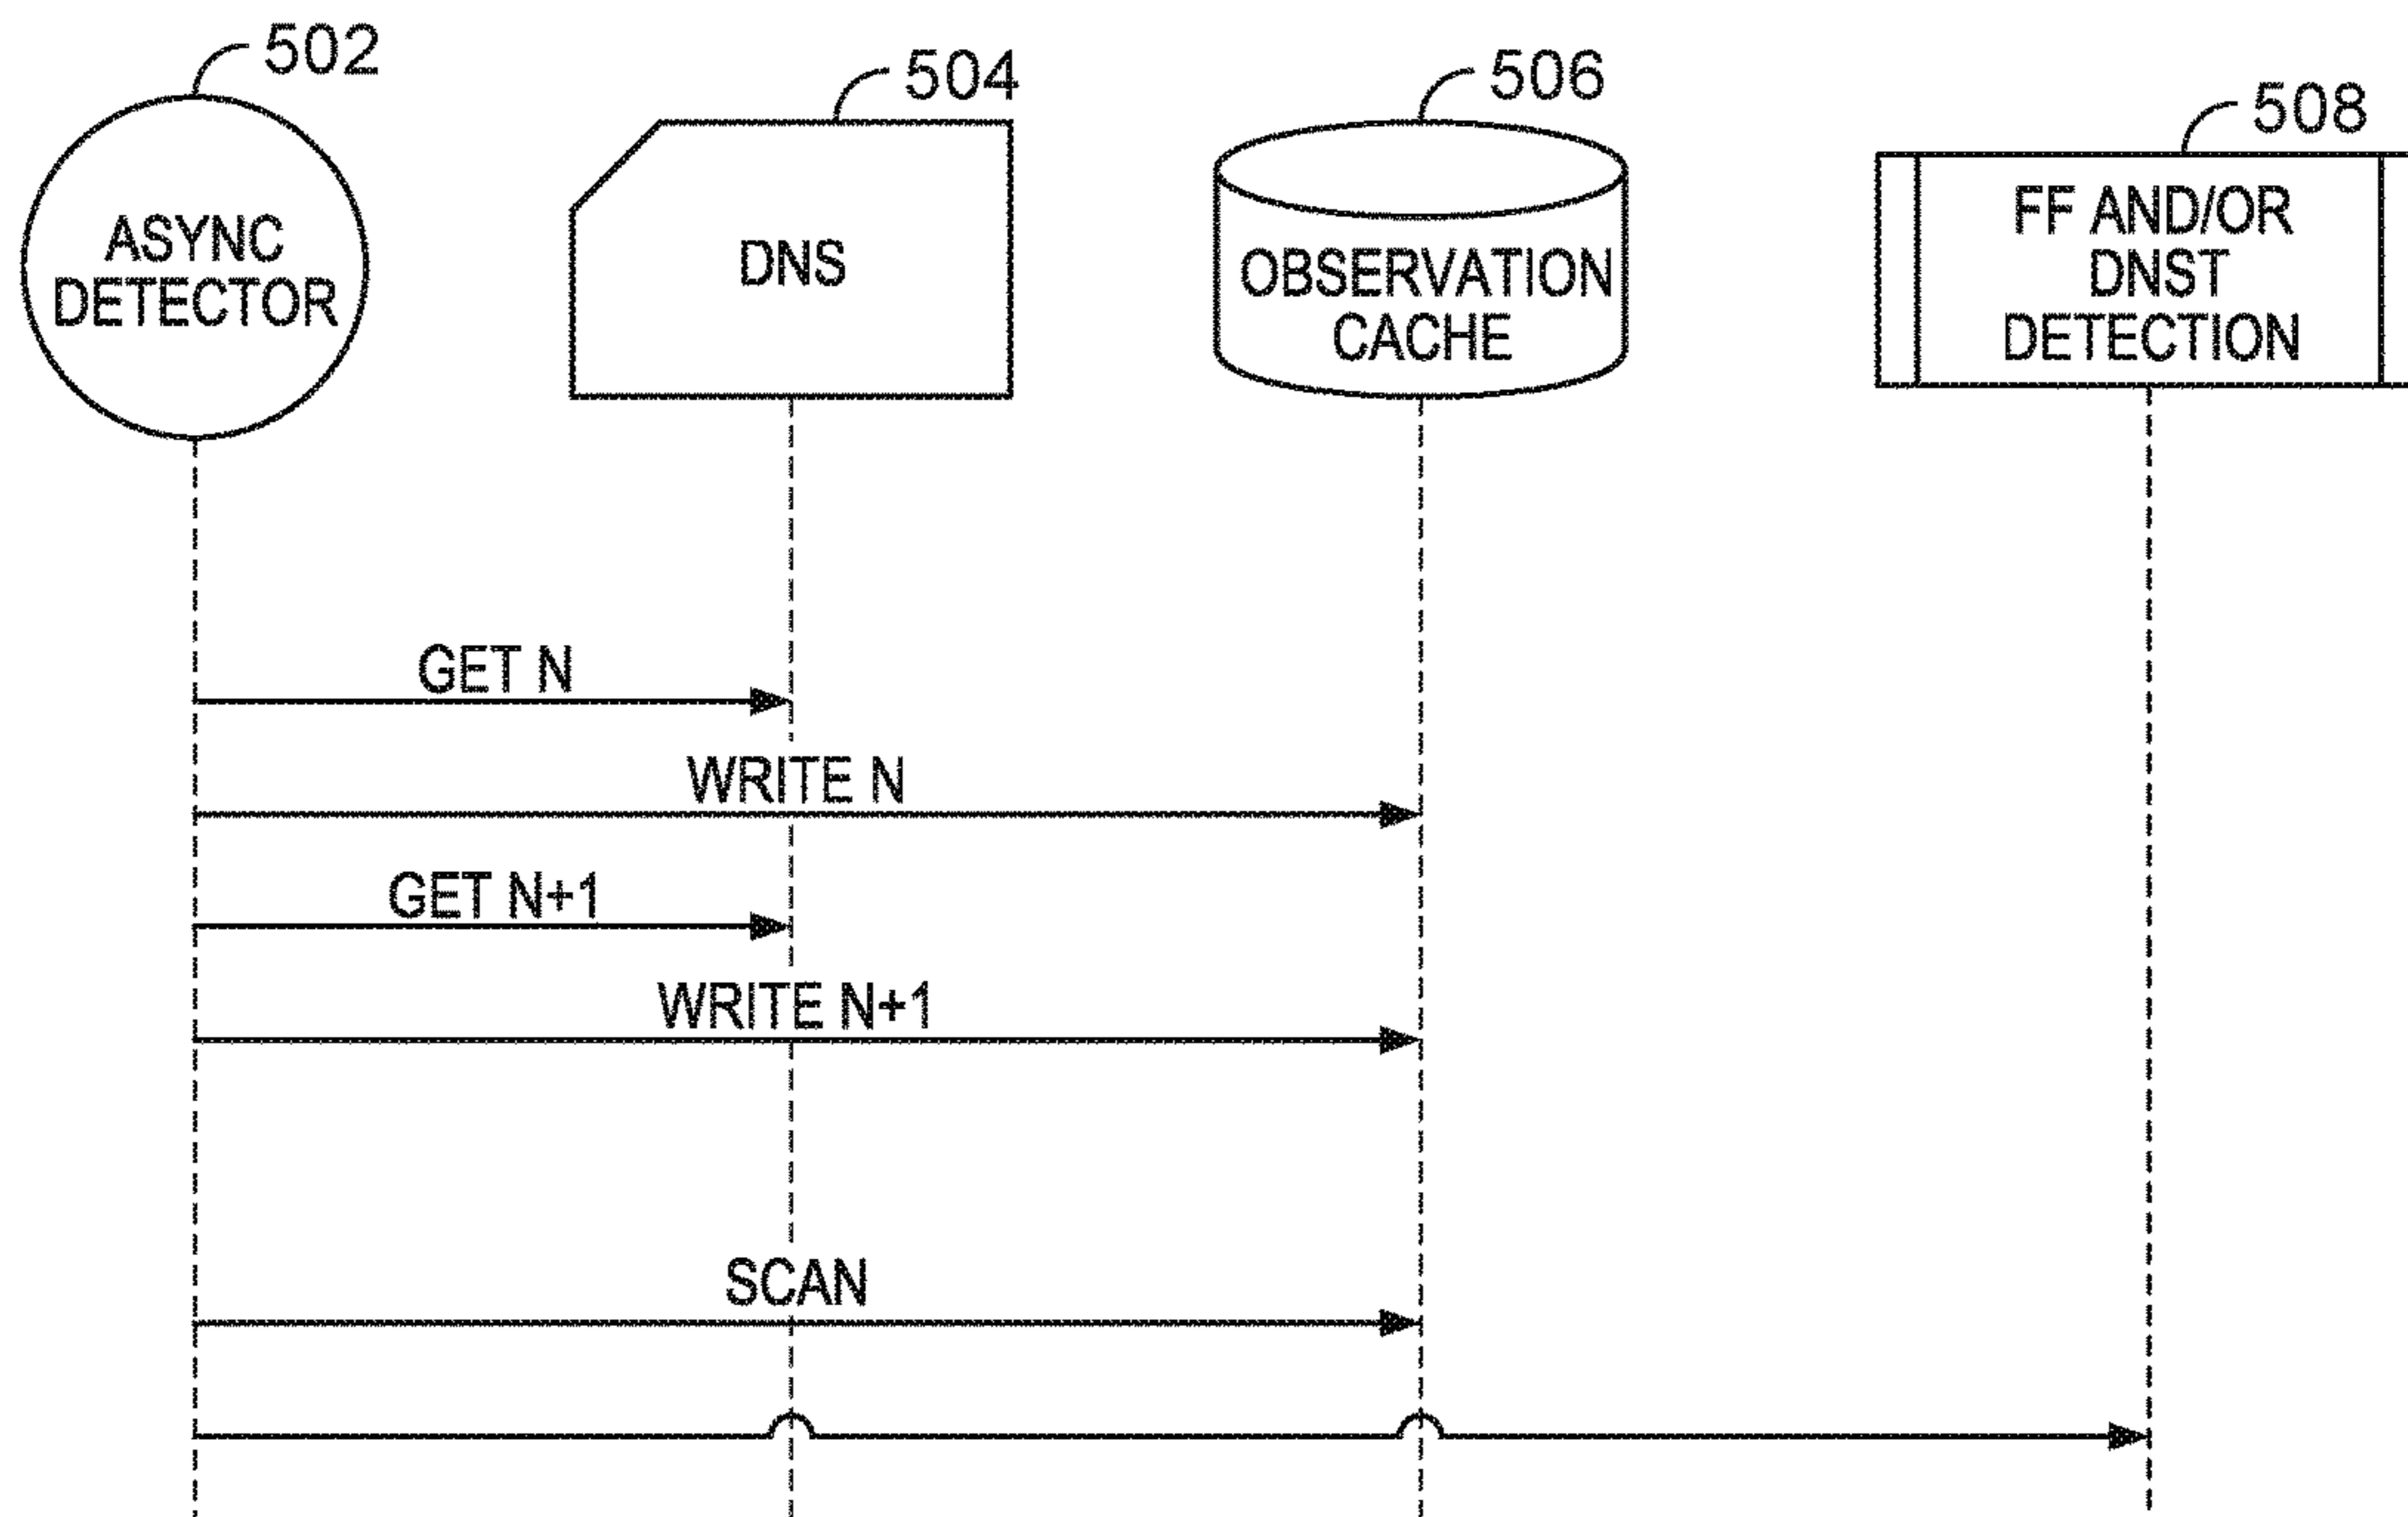 502
504
506
508
ASYNC
DETECTOR
DNS
OBSERVATION
CACHE
FF AND/OR
DNST
DETECTION
GET N
WRITE N
GET N+1
WRITE N+1
SCAN